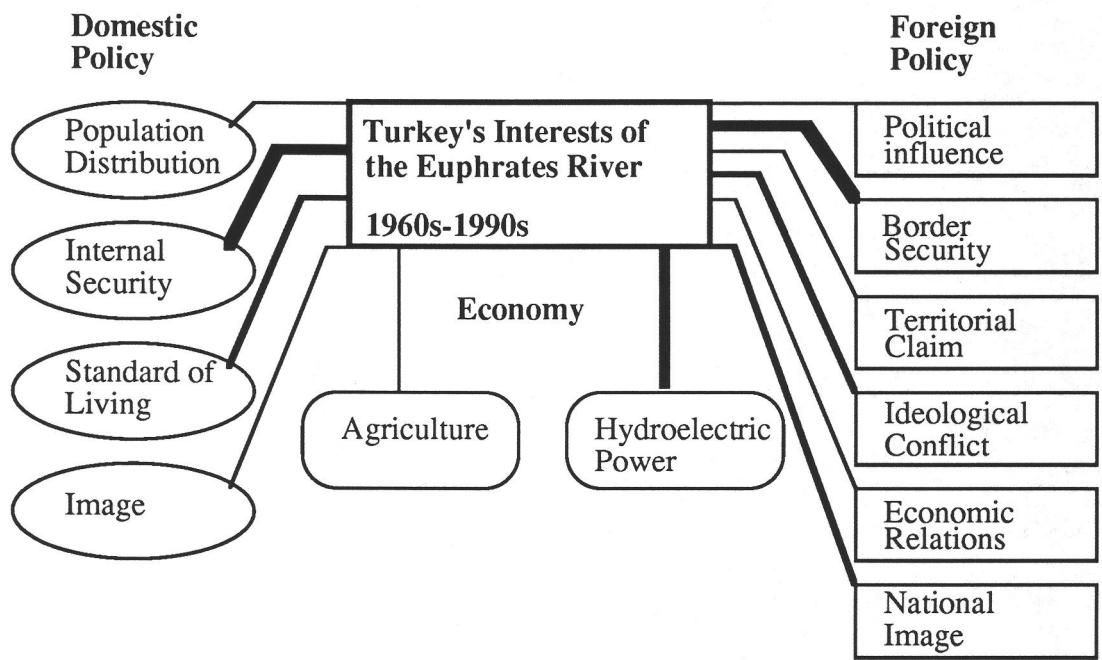 Domestic
Policy
Foreign
Policy
Turkey's Interests of
the Euphrates River
1960s-1990s
Population
Distribution
Internal
Security
Standard of
Living
Image
Economy
Agriculture
Hydroelectric
Power
Political
influence
Border
Security
Territorial
Claim
Ideological
Conflict
Economic
Relations
National
Image